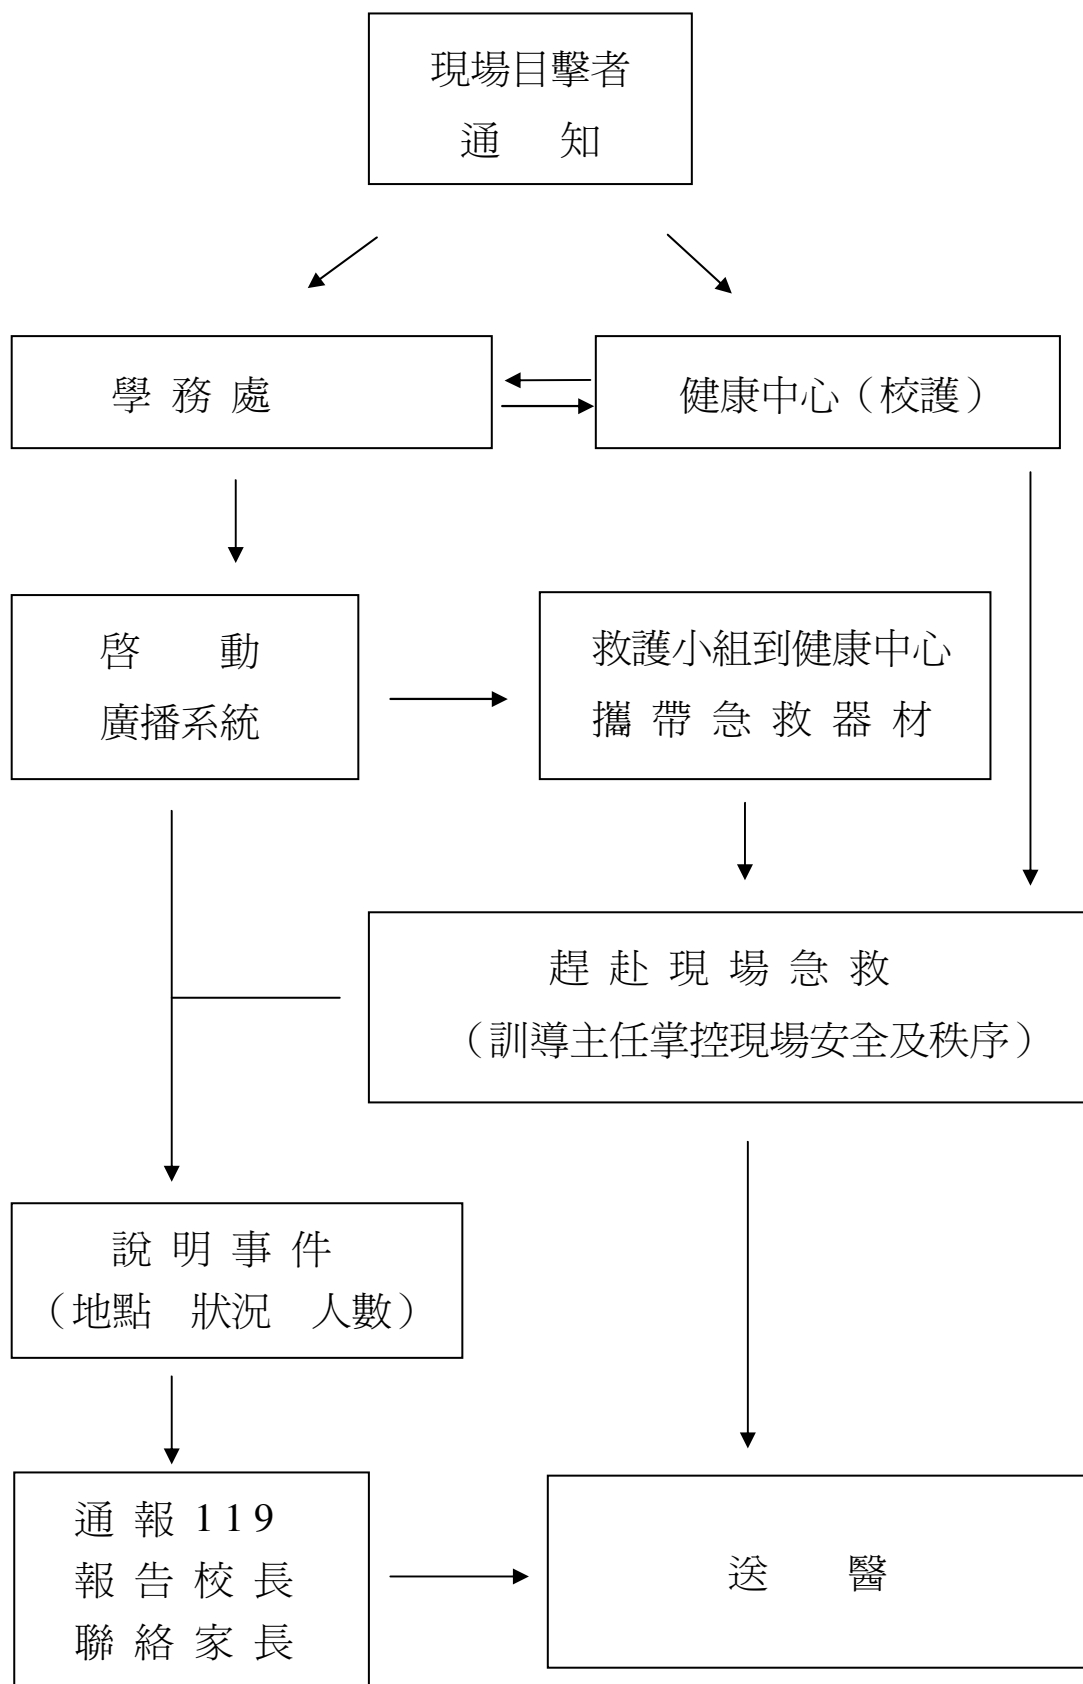 現場目擊者
通知
學務處
健康中心（校護）
啓動
廣播系統
救護小組到健康中心
攜帶急救器材
趕赴現場急救
（訓導主任掌控現場安全及秩序）
說明事件
（地點　狀況　人數）
通報119
報告校長
聯絡家長
送醫